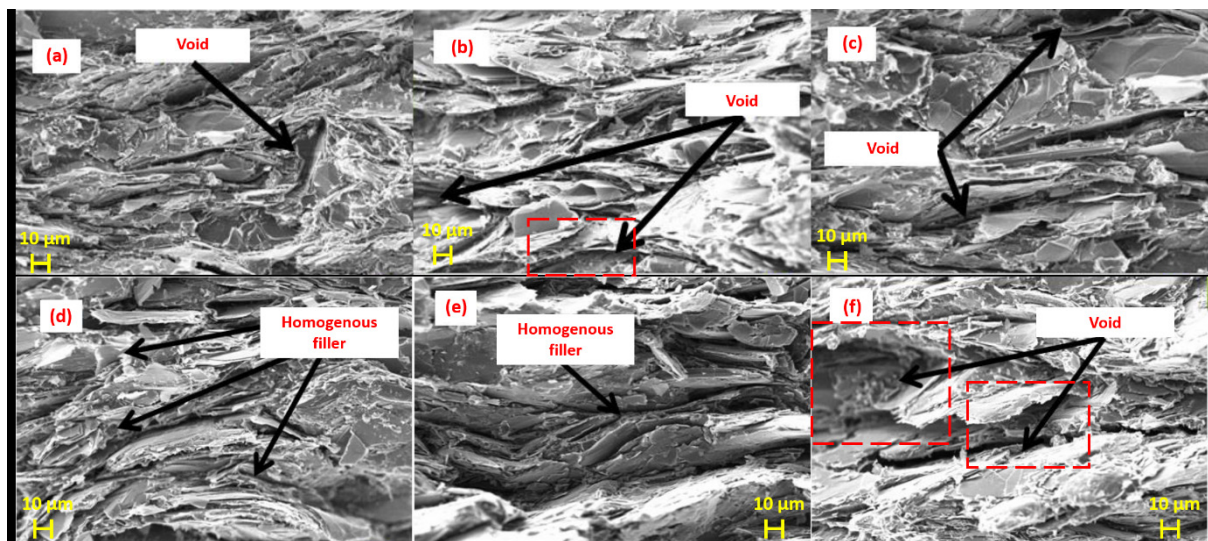 (a)
Void
10 µm
(b)
Void
10 µm
(c)
Void
10 µm
(d)
Homogenous
filler
10 µm
(e)
Homogenous
filler
10 µm
(f)
Void
10 µm